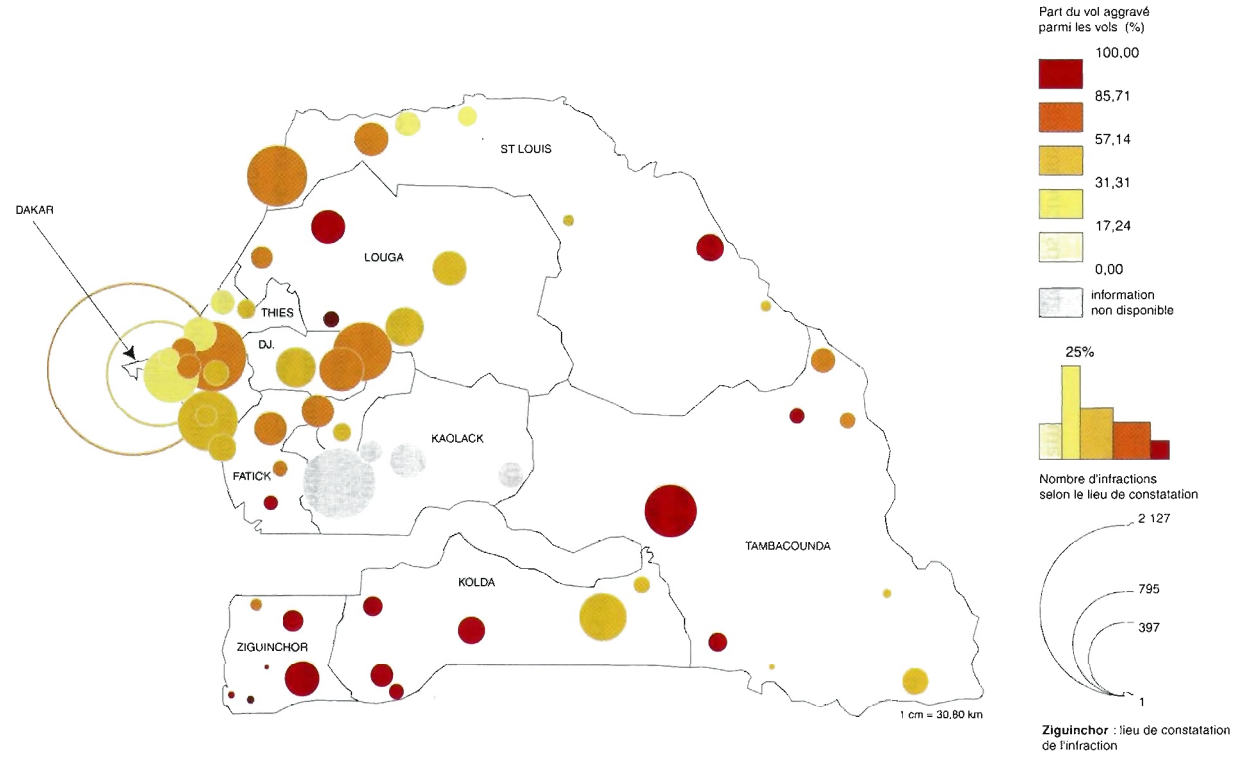 Part du vol aggravé
parmi les vols (%)
100,00
85,71
57,14
31,31
17,24
0,00
information
non disponible
25%
Nombre d'infractions
selon le lieu de constatation
2 127
795
397
1
Ziguinchor : lieu de constatation
de l'infraction
ST LOUIS
DAKAR
LOUGA
THIES
DJ.
KAOLACK
FATICK
TAMBACOUNDA
KOLDA
ZIGUINCHOR
1 cm = 30,80 km